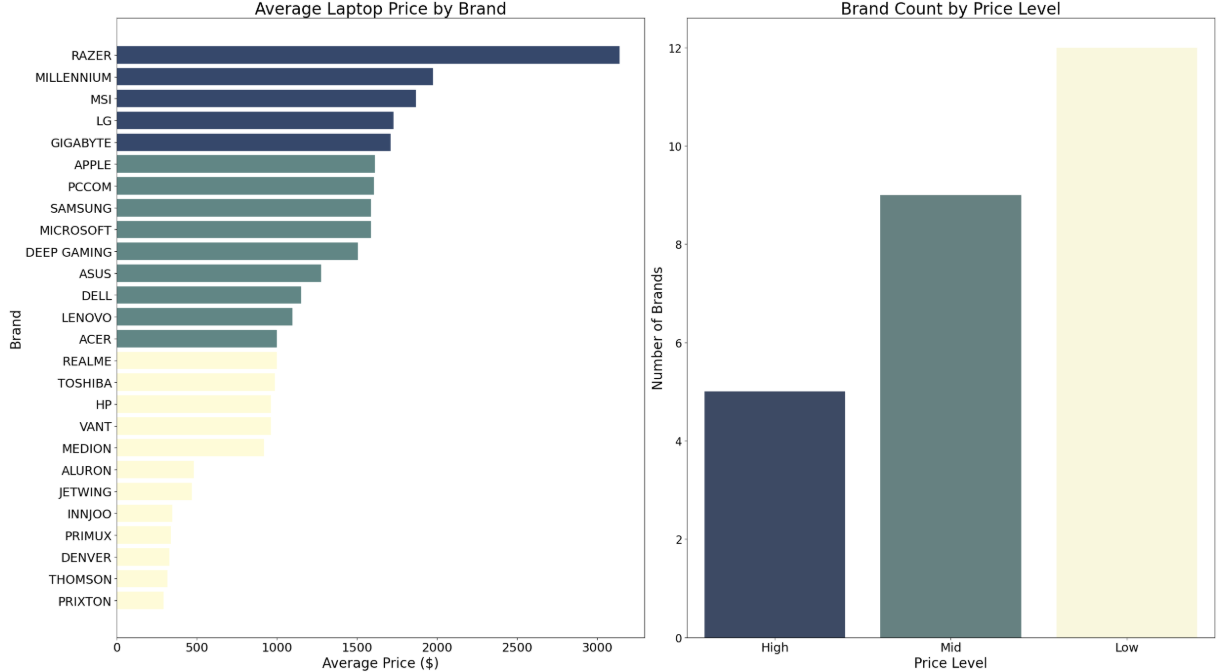 Average Laptop Price by Brand
Brand
RAZER
MILLENNIUM
MSI
LG
GIGABYTE
APPLE
PCCOM
SAMSUNG
MICROSOFT
DEEP GAMING
ASUS
DELL
LENOVO
ACER
REALME
TOSHIBA
HP
VANT
MEDION
ALURON
JETWING
INNJOO
PRIMUX
DENVER
THOMSON
PRIXTON
0 500 1000 1500 2000 2500 3000
Average Price ($)
Brand Count by Price Level
Number of Brands
12
10
8
6
4
2
0
High Mid Low
Price Level